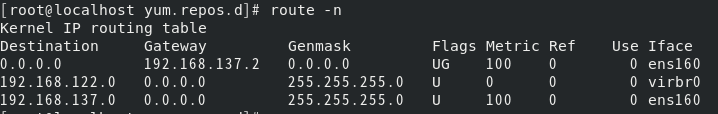 [root@localhost yum.repos.d]# route -n
Kernel IP routing table
Destination     Gateway         Genmask         Flags Metric Ref    Use Iface
0.0.0.0         192.168.137.2   0.0.0.0         UG    100    0        0 ens160
192.168.122.0   0.0.0.0         255.255.255.0   U     0      0        0 virbr0
192.168.137.0   0.0.0.0         255.255.255.0   U     100    0        0 ens160